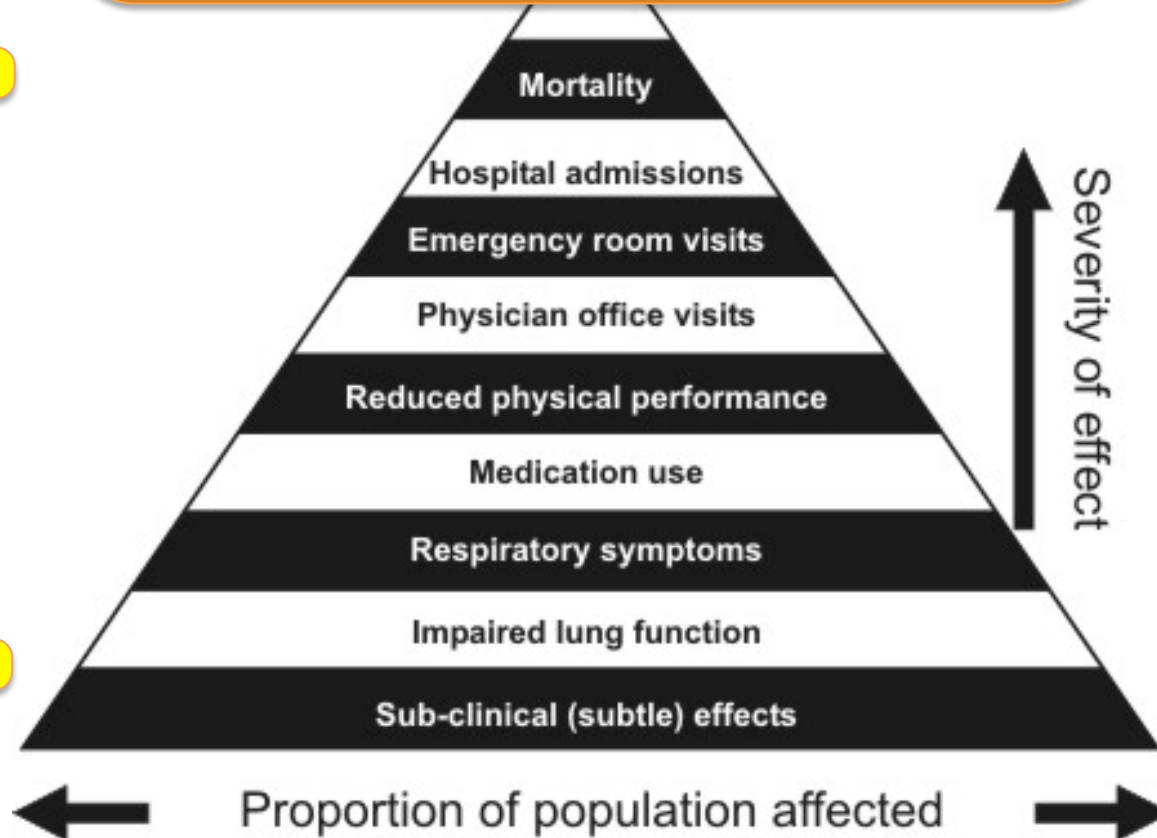 Mortality
Hospital admissions
Emergency room visits
Physician office visits
Reduced physical performance
Medication use
Respiratory symptoms
Impaired lung function
Sub-clinical (subtle) effects
Severity of effect
Proportion of population affected